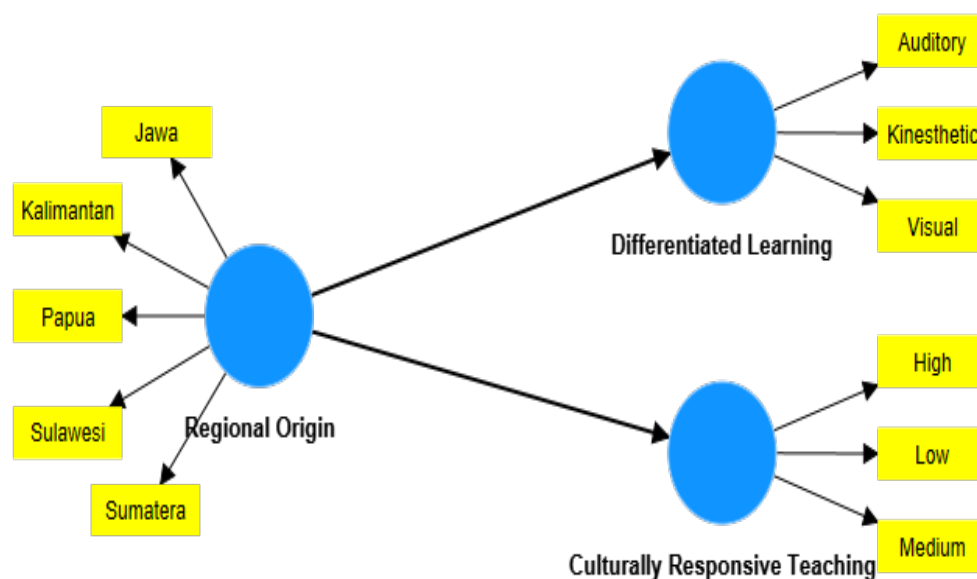 Jawa
Kalimantan
Papua
Sulawesi
Sumatera
Regional Origin
Auditory
Kinesthetic
Visual
Differentiated Learning
High
Low
Medium
Culturally Responsive Teaching